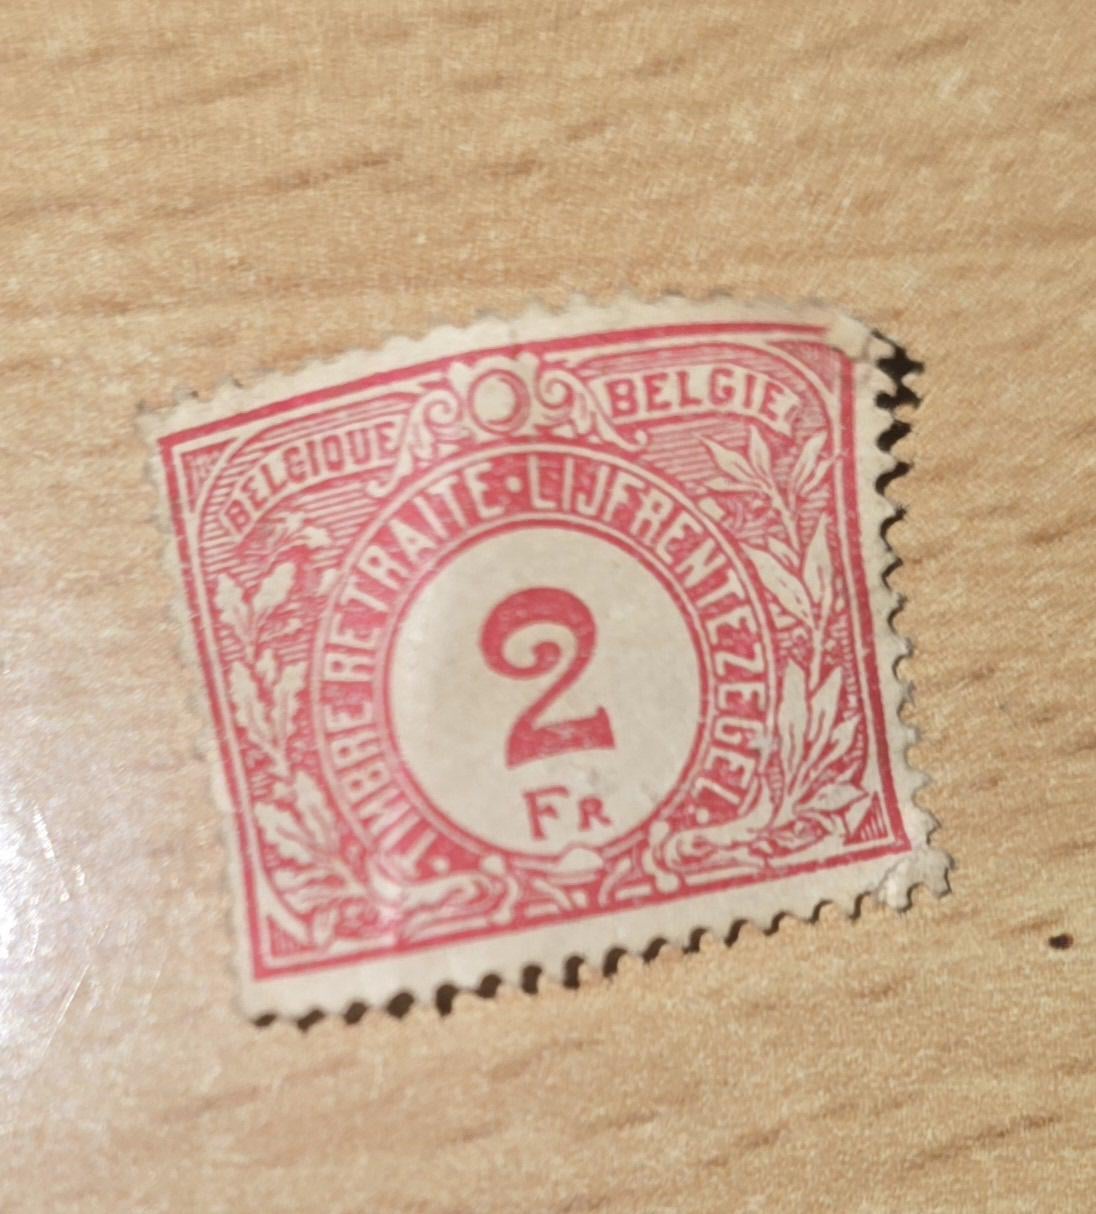 BELGIQUE
BELGIE
TIMBRE RETRAITE · LIJFRENTEZEGEL ·
2
FR